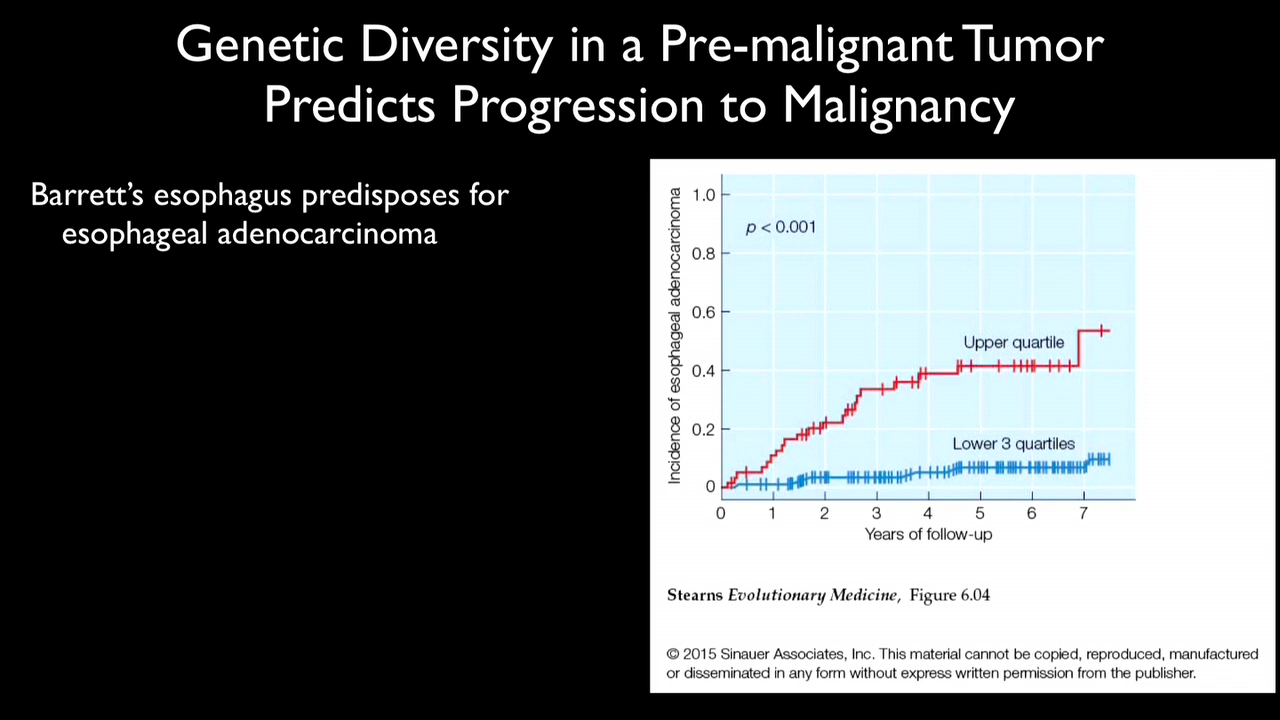 Genetic Diversity in a Pre-malignant Tumor
Predicts Progression to Malignancy
Barrett’s esophagus predisposes for
esophageal adenocarcinoma
Incidence of esophageal adenocarcinoma
1.0
0.8
0.6
0.4
0.2
0
p < 0.001
Upper quartile
Lower 3 quartiles
0 1 2 3 4 5 6 7
Years of follow-up
Stearns Evolutionary Medicine, Figure 6.04
© 2015 Sinauer Associates, Inc. This material cannot be copied, reproduced, manufactured
or disseminated in any form without express written permission from the publisher.